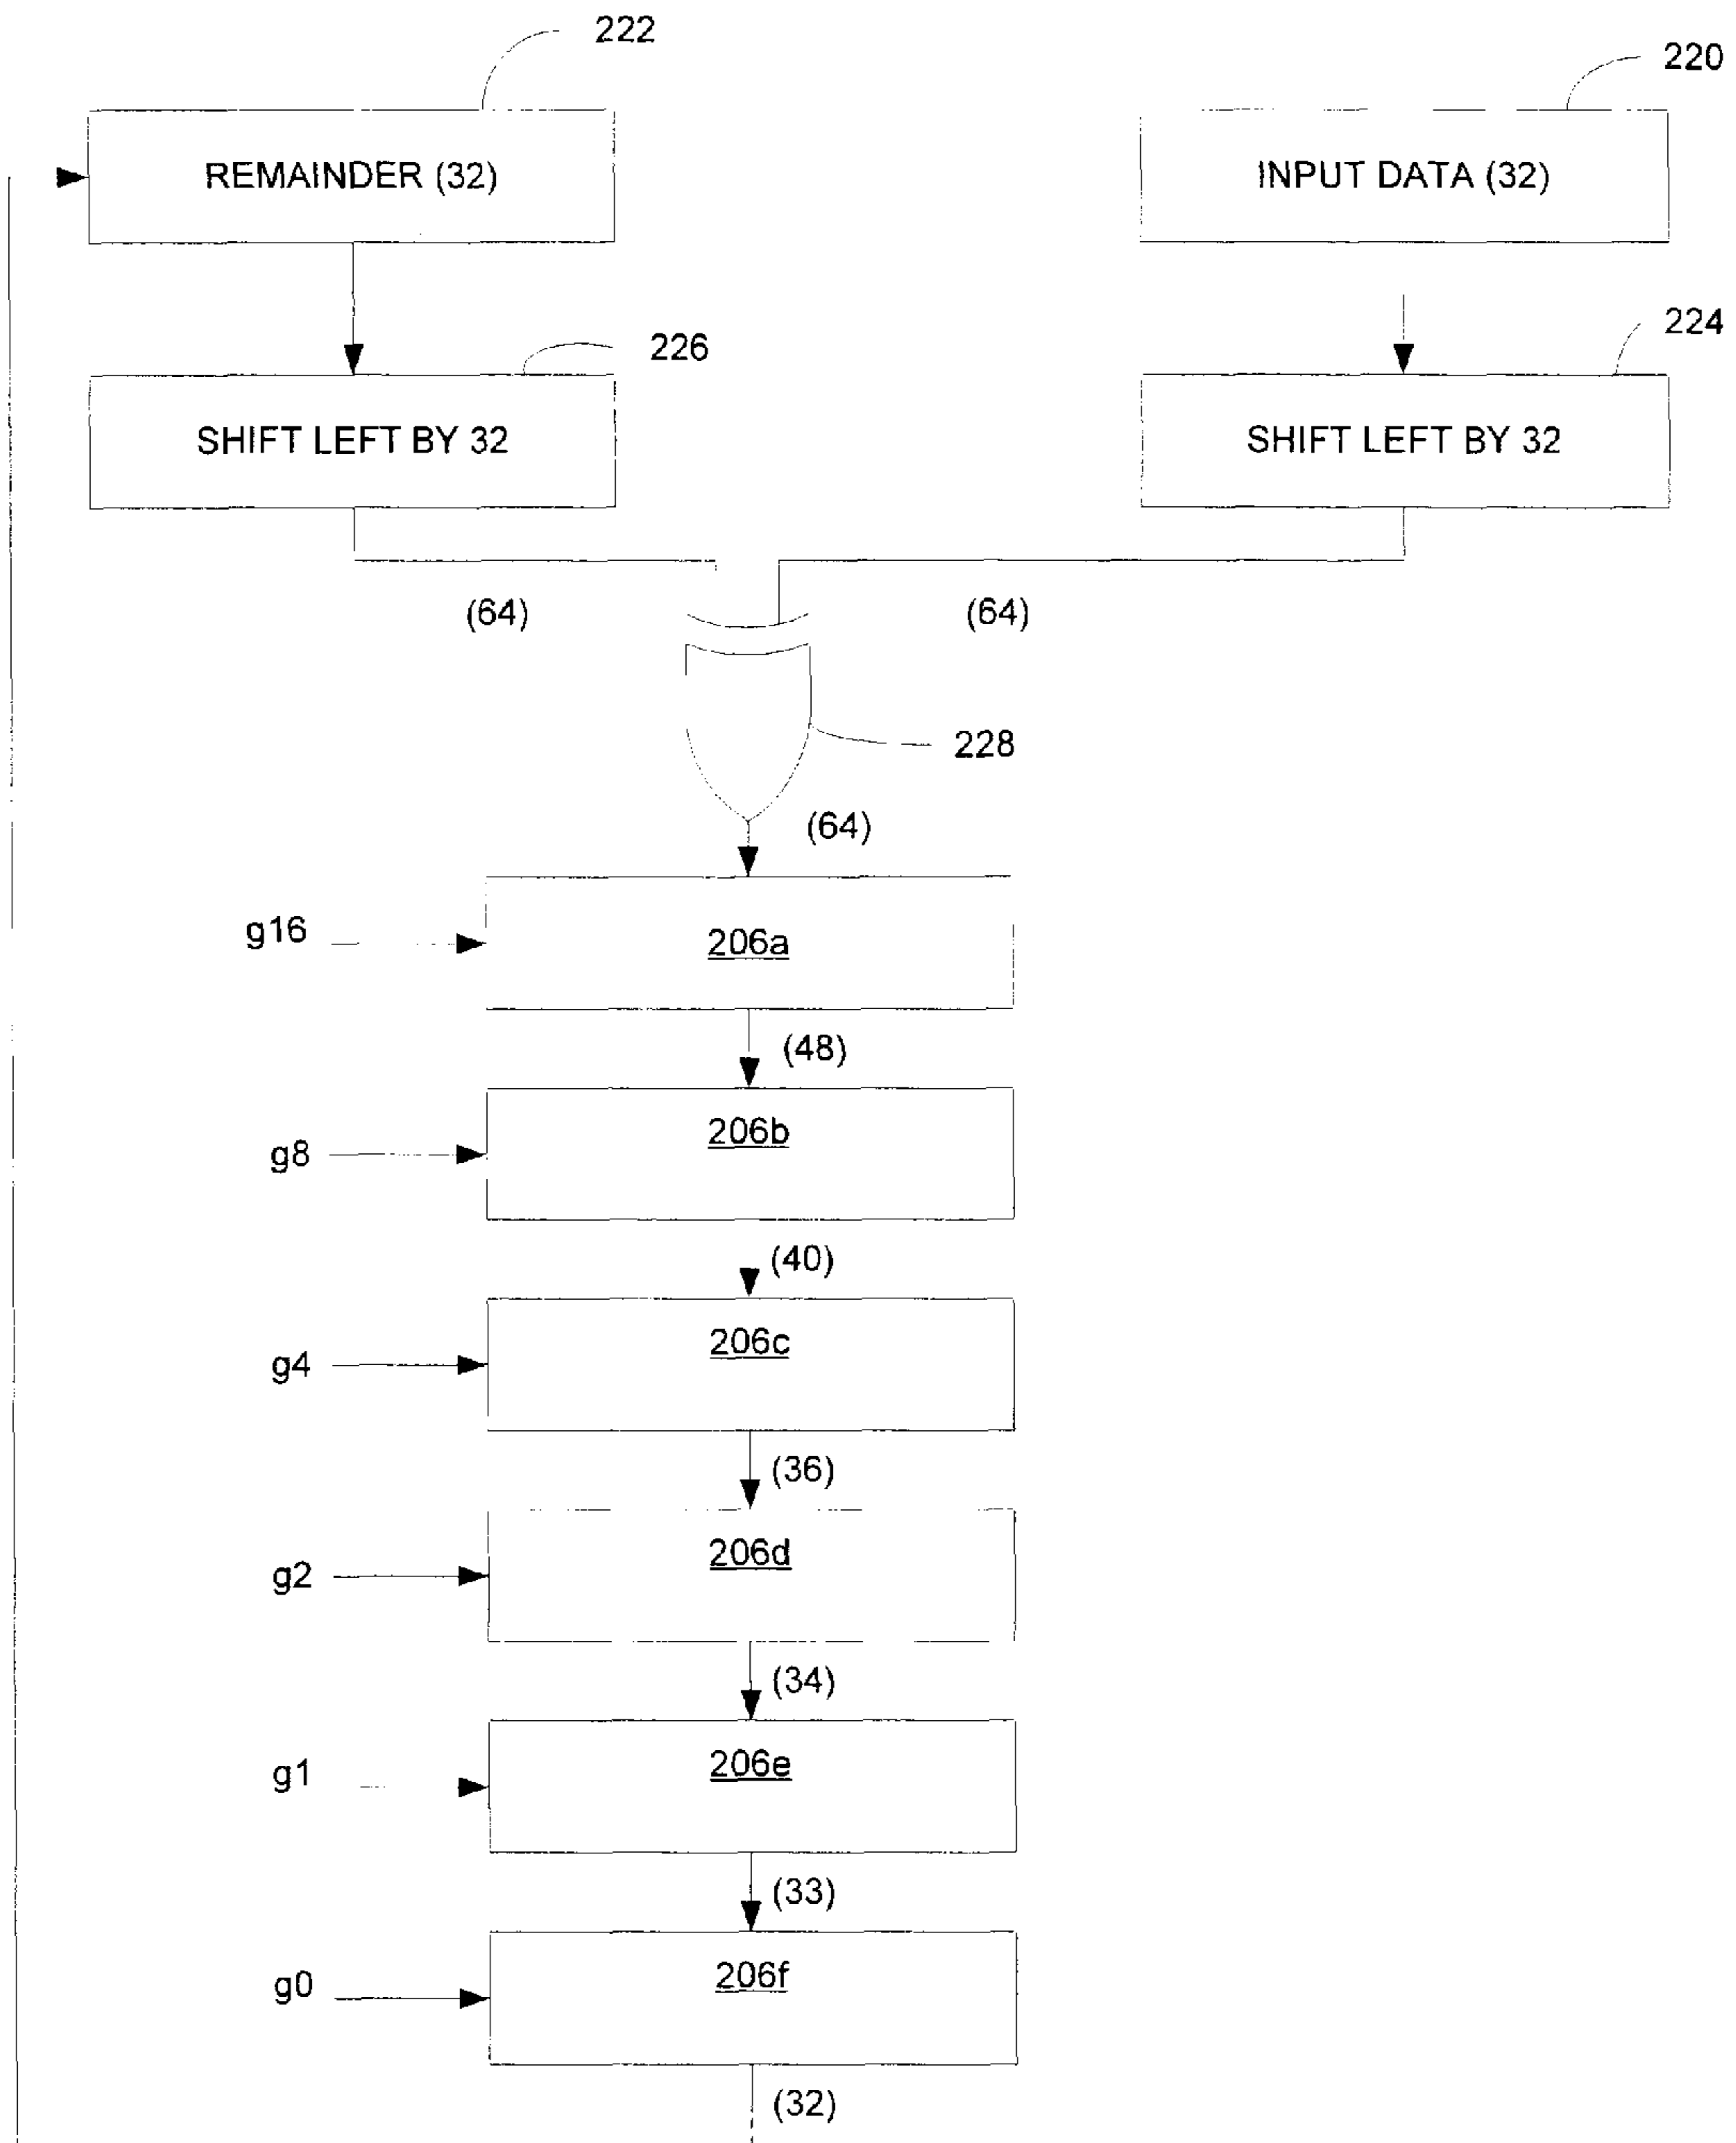 222
220
REMAINDER (32)
INPUT DATA (32)
224
226
SHIFT LEFT BY 32
SHIFT LEFT BY 32
(64)
(64)
228
(64)
g16
206a
(48)
206b
g8
(40)
206c
g4
(36)
206d
g2
(34)
206e
g1
(33)
206f
g0
(32)